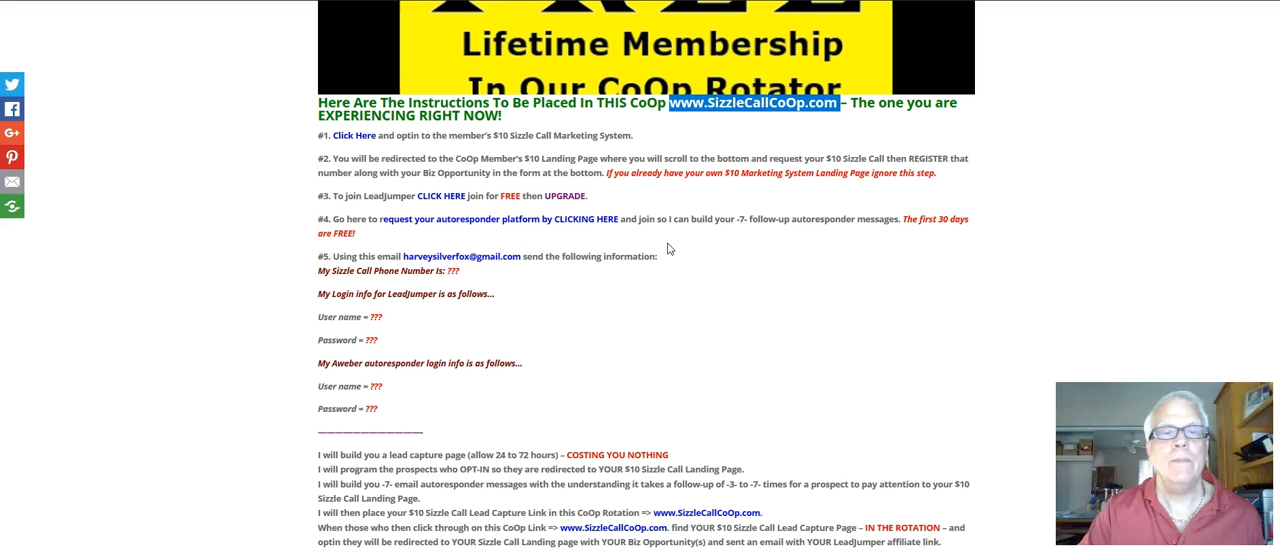 FREE
Lifetime Membership
In Our CoOp Rotator
Here Are The Instructions To Be Placed In THIS CoOp www.SizzleCallCoOp.com – The one you are
EXPERIENCING RIGHT NOW!
#1. Click Here and optin to the member's $10 Sizzle Call Marketing System.
#2. You will be redirected to the CoOp Member's $10 Landing Page where you will scroll to the bottom and request your $10 Sizzle Call then REGISTER that
number along with your Biz Opportunity in the form at the bottom. If you already have your own $10 Marketing System Landing Page ignore this step.
#3. To join LeadJumper CLICK HERE join for FREE then UPGRADE.
#4. Go here to request your autoresponder platform by CLICKING HERE and join so I can build your -7- follow-up autoresponder messages. The first 30 days
are FREE!
#5. Using this email harveysilverfox@gmail.com send the following information:
My Sizzle Call Phone Number Is: ???
My Login info for LeadJumper is as follows...
User name = ???
Password = ???
My Aweber autoresponder login info is as follows...
User name = ???
Password = ???
————————————————
I will build you a lead capture page (allow 24 to 72 hours) – COSTING YOU NOTHING
I will program the prospects who OPT-IN so they are redirected to YOUR $10 Sizzle Call Landing Page.
I will build you -7- email autoresponder messages with the understanding it takes a follow-up of -3- to -7- times for a prospect to pay attention to your $10
Sizzle Call Landing Page.
I will then place your $10 Sizzle Call Lead Capture Link in this CoOp Rotation => www.SizzleCallCoOp.com.
When those who then click through on this CoOp Link => www.SizzleCallCoOp.com. find YOUR $10 Sizzle Call Lead Capture Page – IN THE ROTATION – and
optin they will be redirected to YOUR Sizzle Call Landing page with YOUR Biz Opportunity(s) and sent an email with YOUR LeadJumper affiliate link.